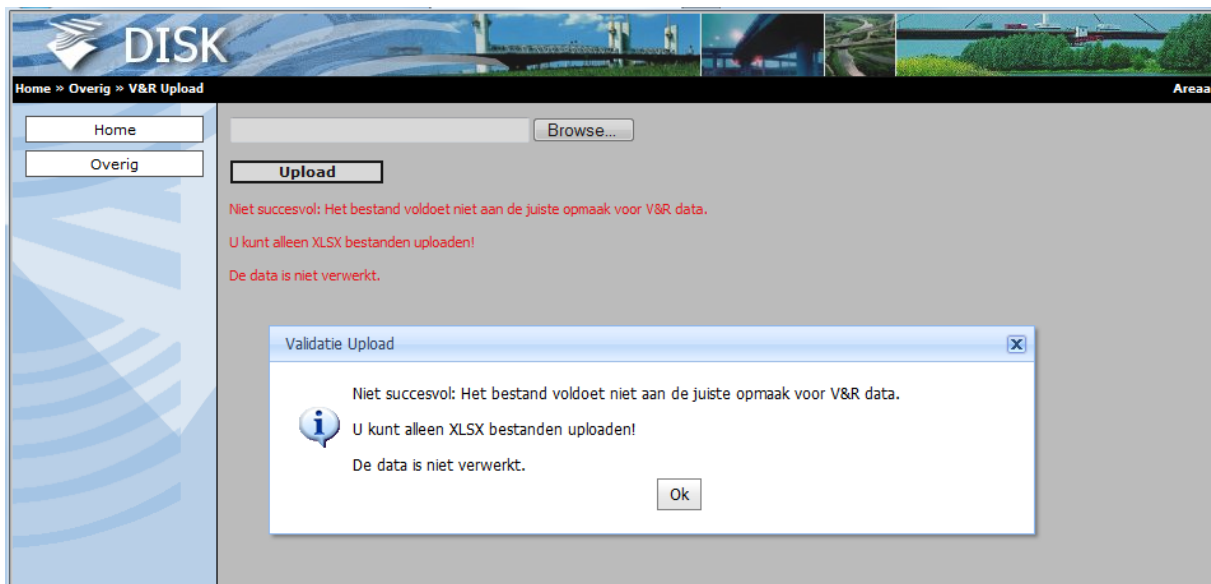 DISK
Home » Overig » V&R Upload
Areaa
Home
Browse...
Overig
Upload
Niet succesvol: Het bestand voldoet niet aan de juiste opmaak voor V&R data.
U kunt alleen XLSX bestanden uploaden!
De data is niet verwerkt.
Validatie Upload
Niet succesvol: Het bestand voldoet niet aan de juiste opmaak voor V&R data.
U kunt alleen XLSX bestanden uploaden!
De data is niet verwerkt.
Ok